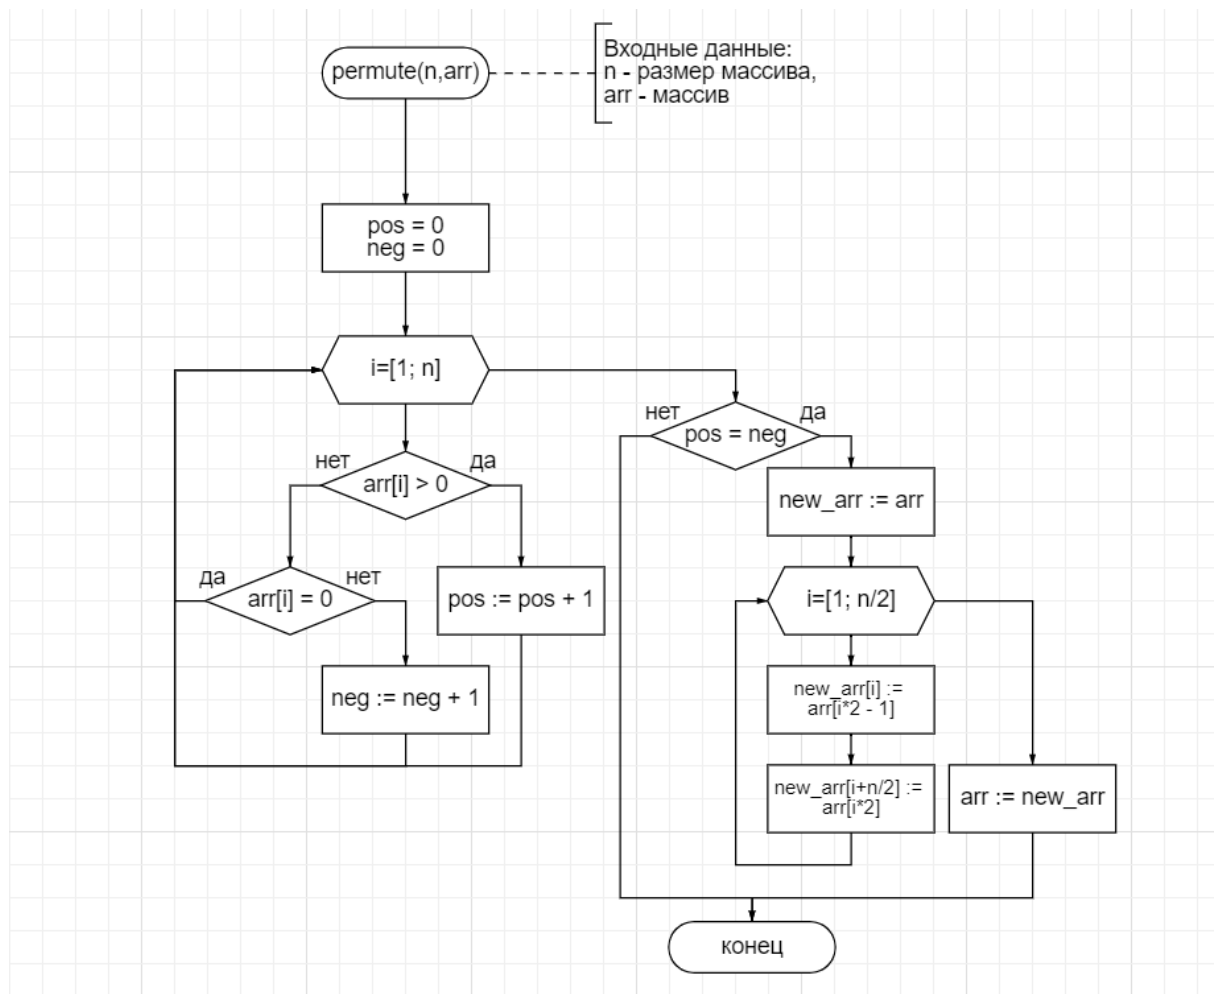 permute(n,arr)
Входные данные:
n - размер массива,
arr - массив
pos = 0
neg = 0
i=[1; n]
нет
да
arr[i] > 0
да
нет
arr[i] = 0
pos := pos + 1
neg := neg + 1
нет
да
pos = neg
new_arr := arr
i=[1; n/2]
new_arr[i] :=
arr[i*2 - 1]
new_arr[i+n/2] :=
arr[i*2]
arr := new_arr
конец